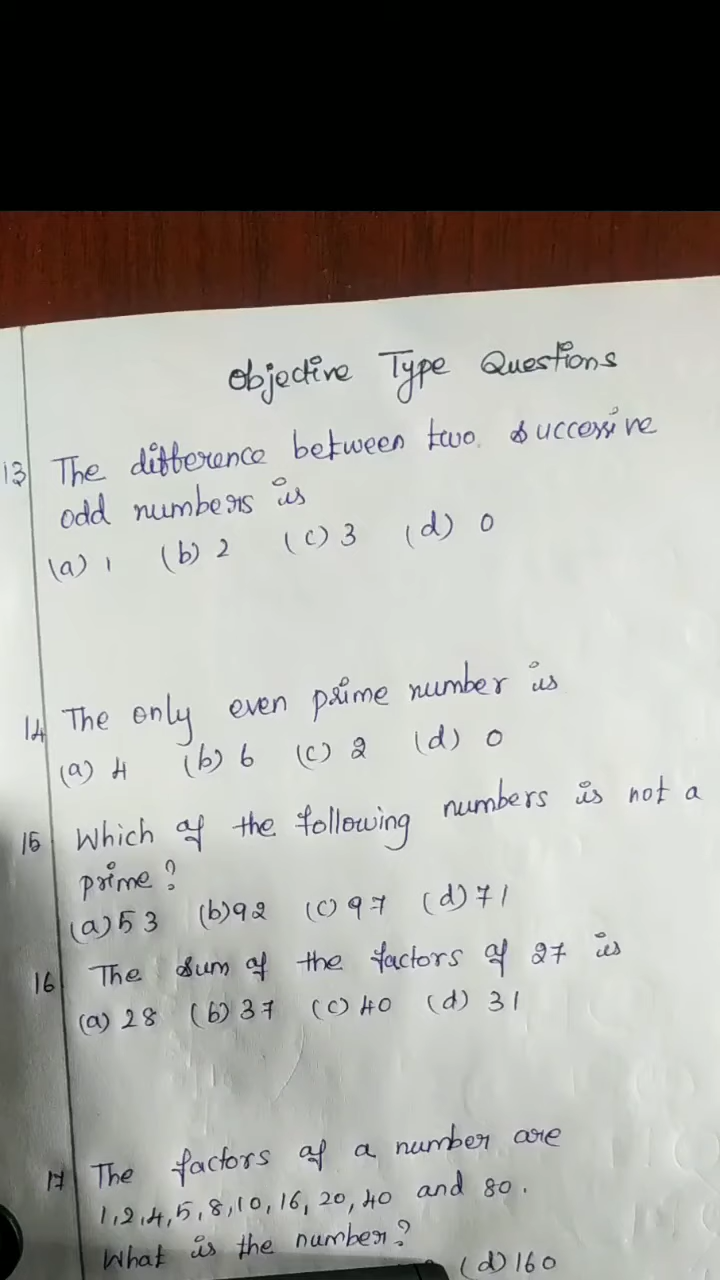 Objective Type Questions
13 The difference between two successive
odd numbers is
(a) 1 (b) 2 (c) 3 (d) 0
14 The only even prime number is
(a) 4 (b) 6 (c) 2 (d) 0
15 Which of the following numbers is not a
prime?
(a) 53 (b) 92 (c) 97 (d) 71
16 The sum of the factors of 27 is
(a) 28 (b) 37 (c) 40 (d) 31
17 The factors of a number are
1,2,4,5,8,10,16,20,40 and 80.
What is the number?
(d) 160